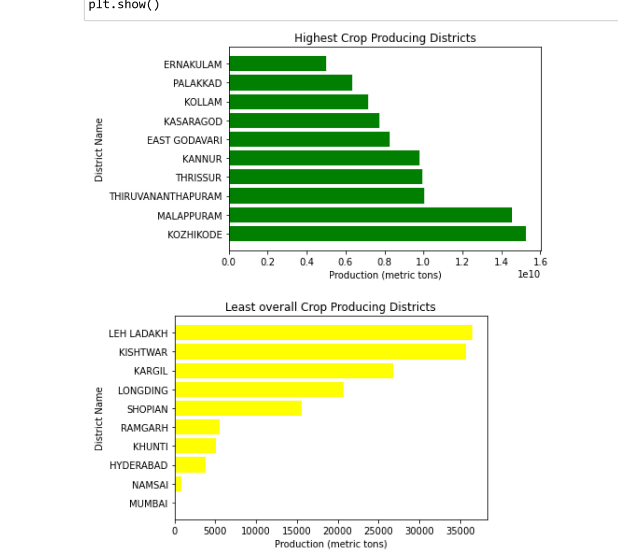 plt.show()
Highest Crop Producing Districts
ERNAKULAM
PALAKKAD
KOLLAM
KASARAGOD
EAST GODAVARI
KANNUR
THRISSUR
THIRUVANANTHAPURAM
MALAPPURAM
KOZHIKODE
District Name
0.0 0.2 0.4 0.6 0.8 1.0 1.2 1.4 1.6
1e10
Production (metric tons)
Least overall Crop Producing Districts
LEH LADAKH
KISHTWAR
KARGIL
LONGDING
SHOPIAN
RAMGARH
KHUNTI
HYDERABAD
NAMSAI
MUMBAI
District Name
0 5000 10000 15000 20000 25000 30000 35000
Production (metric tons)